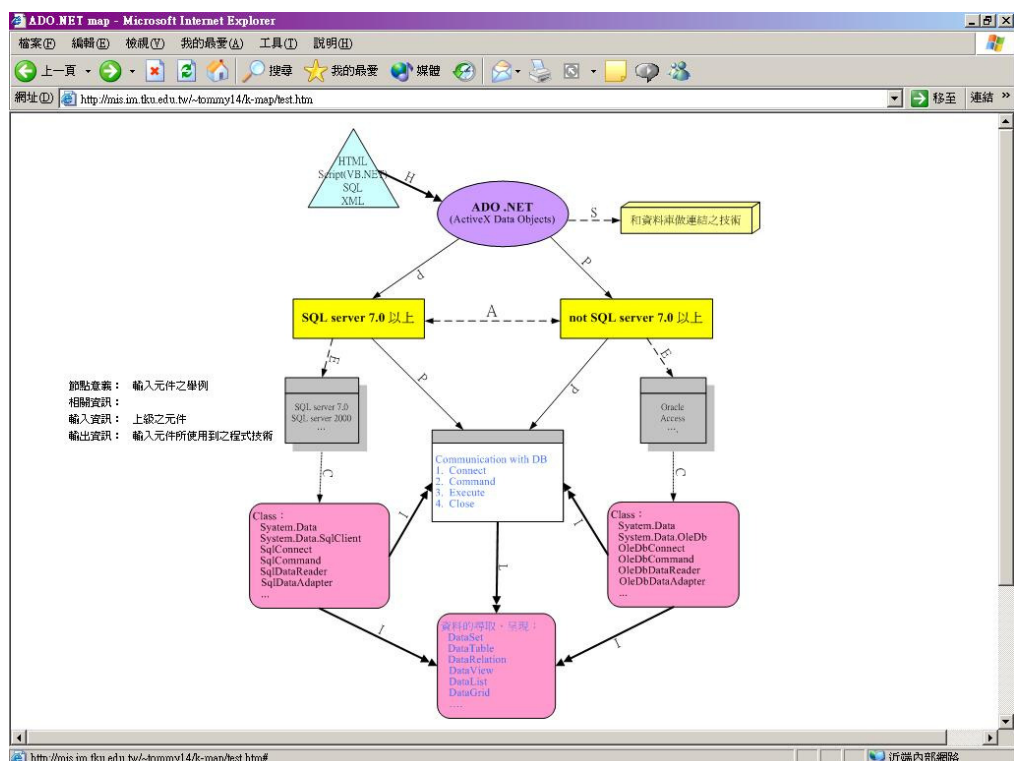 ADO.NET map - Microsoft Internet Explorer
檔案(F) 編輯(E) 檢視(V) 我的最愛(A) 工具(T) 說明(H)
上一頁 搜尋 我的最愛 媒體
網址(D) http://mis.im.tku.edu.tw/~tommy14/k-map/test.htm 移至 連結 »
HTML
Script(VB.NET)
SQL
XML
H
ADO .NET
(ActiveX Data Objects)
S
和資料庫做連結之技術
P
P
SQL server 7.0 以上
A
not SQL server 7.0 以上
E
P
P
E
節點意義： 輸入元件之舉例
相關資訊：
輸入資訊： 上級之元件
輸出資訊： 輸入元件所使用到之程式技術
SQL server 7.0
SQL server 2000
...
Oracle
Access
...
C
C
Communication with DB
1. Connect
2. Command
3. Execute
4. Close
I
I
Class：
Syatem.Data
System.Data.SqlClient
SqlConnect
SqlCommand
SqlDataReader
SqlDataAdapter
...
Class：
System.Data
System.Data.OleDb
OleDbConnect
OleDbCommand
OleDbDataReader
OleDbDataAdapter
...
L
I
I
資料的擷取、呈現：
DataSet
DataTable
DataRelation
DataView
DataList
DataGrid
....
http://mis.im.tku.edu.tw/~tommy14/k-map/test.htm# 近端內部網路